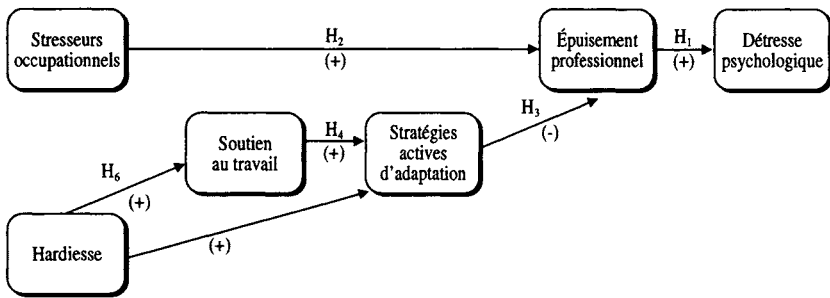 Stresseurs
occupationnels
H2
(+)
Épuisement
professionnel
H1
(+)
Détresse
psychologique
H3
(-)
Soutien
au travail
H4
(+)
Stratégies
actives
d'adaptation
H6
(+)
(+)
Hardiesse